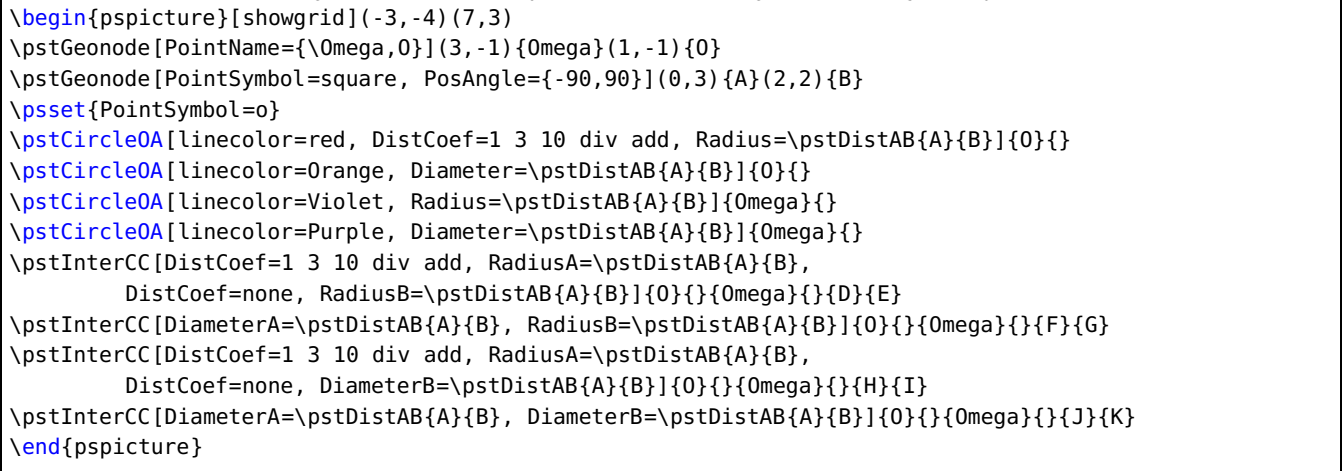 \begin{pspicture}[showgrid](-3,-4)(7,3)
\pstGeonode[PointName={\Omega,O}](3,-1){Omega}(1,-1){O}
\pstGeonode[PointSymbol=square, PosAngle={-90,90}](0,3){A}(2,2){B}
\psset{PointSymbol=o}
\pstCircleOA[linecolor=red, DistCoef=1 3 10 div add, Radius=\pstDistAB{A}{B}]{O}{}
\pstCircleOA[linecolor=Orange, Diameter=\pstDistAB{A}{B}]{O}{}
\pstCircleOA[linecolor=Violet, Radius=\pstDistAB{A}{B}]{Omega}{}
\pstCircleOA[linecolor=Purple, Diameter=\pstDistAB{A}{B}]{Omega}{}
\pstInterCC[DistCoef=1 3 10 div add, RadiusA=\pstDistAB{A}{B},
DistCoef=none, RadiusB=\pstDistAB{A}{B}]{O}{}{Omega}{}{D}{E}
\pstInterCC[DiameterA=\pstDistAB{A}{B}, RadiusB=\pstDistAB{A}{B}]{O}{}{Omega}{}{F}{G}
\pstInterCC[DistCoef=1 3 10 div add, RadiusA=\pstDistAB{A}{B},
DistCoef=none, DiameterB=\pstDistAB{A}{B}]{O}{}{Omega}{}{H}{I}
\pstInterCC[DiameterA=\pstDistAB{A}{B}, DiameterB=\pstDistAB{A}{B}]{O}{}{Omega}{}{J}{K}
\end{pspicture}